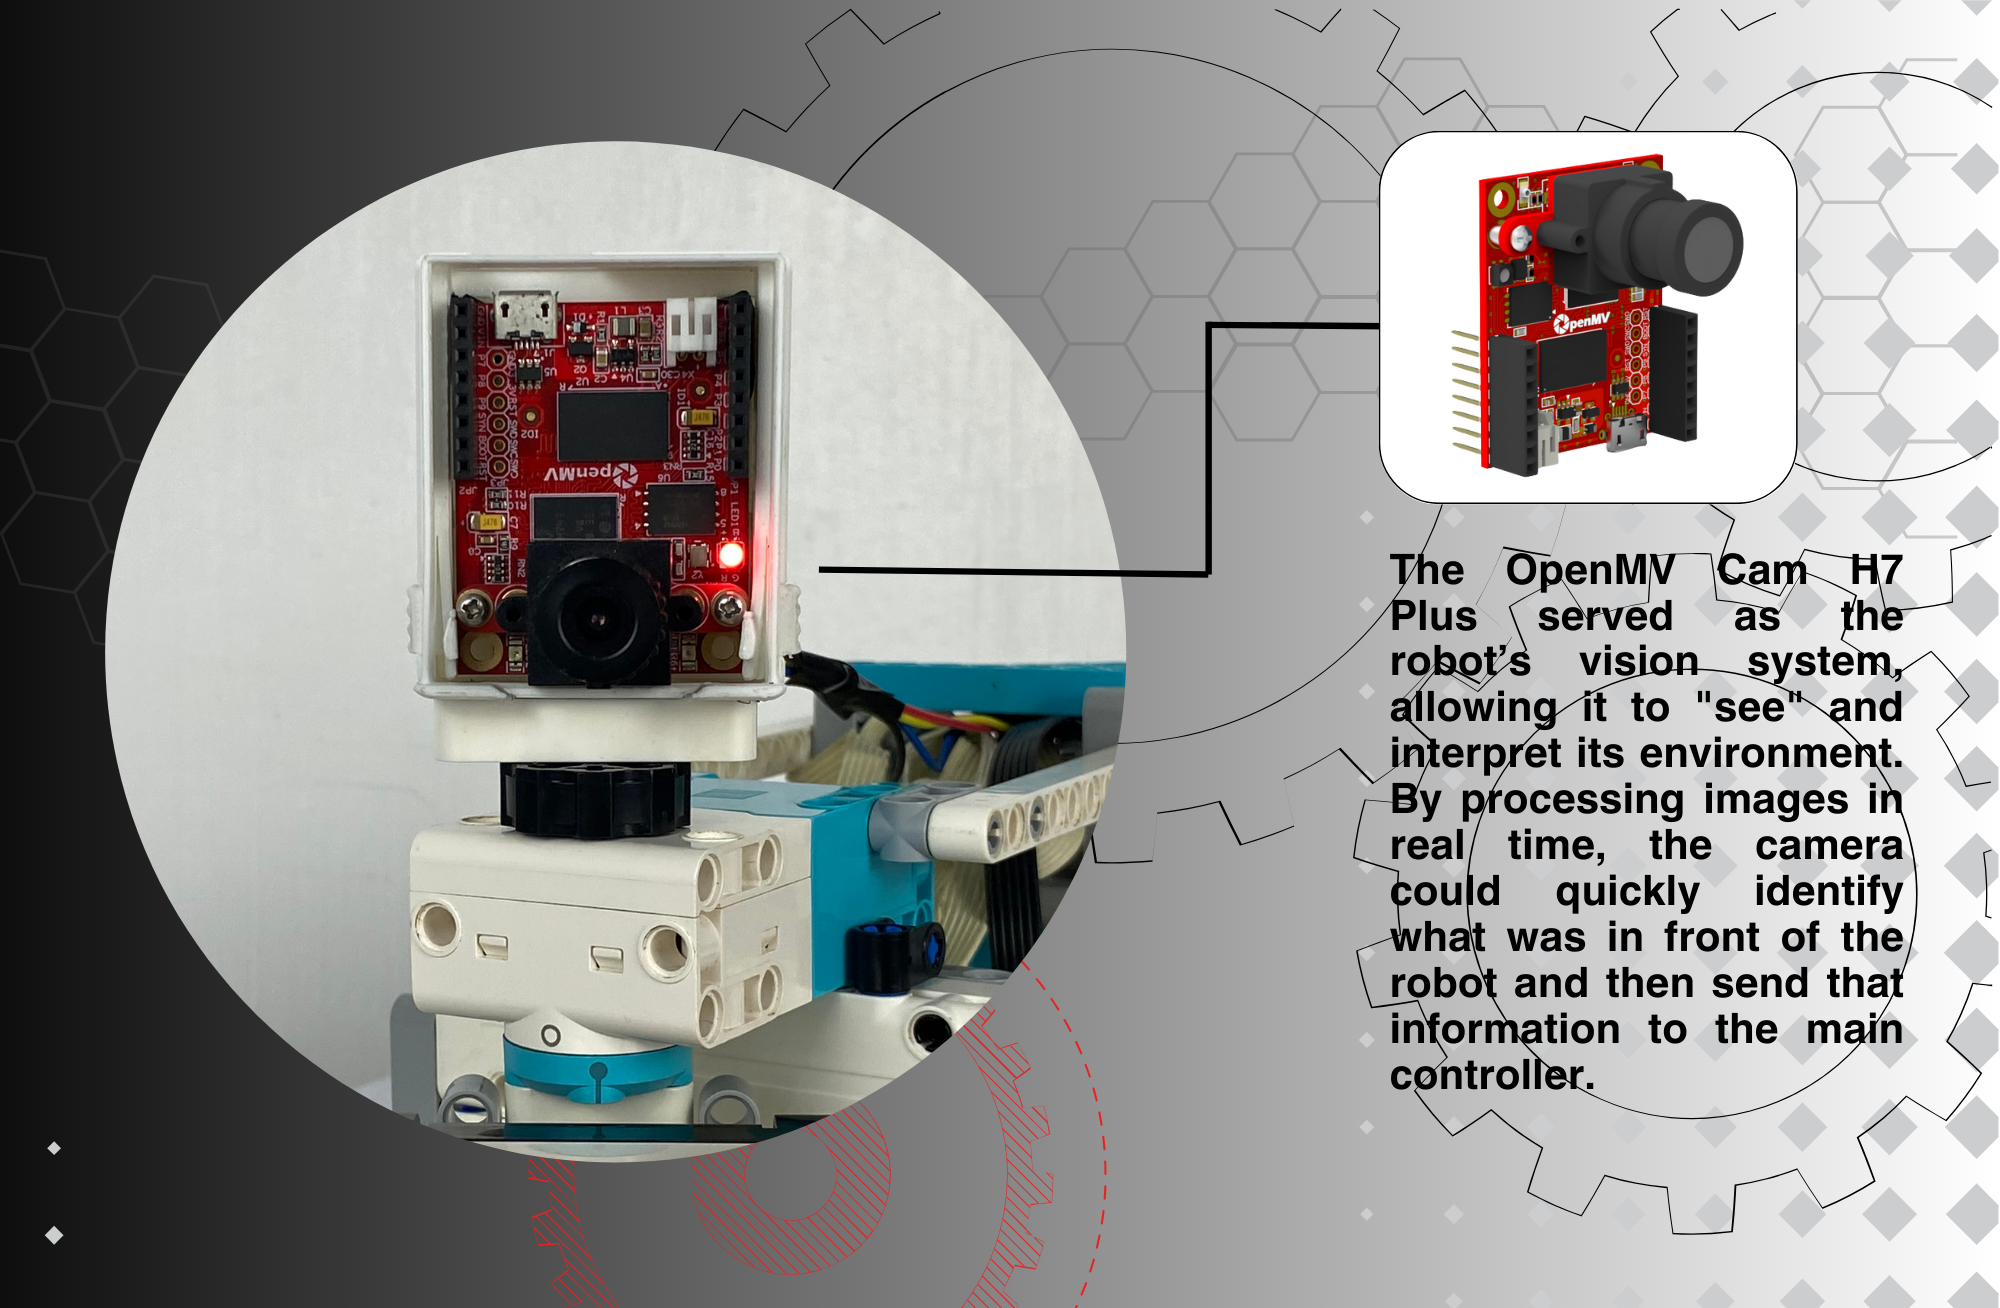 OpenMV
OpenMV
The OpenMV Cam H7
Plus served as the
robot’s vision system,
allowing it to "see" and
interpret its environment.
By processing images in
real time, the camera
could quickly identify
what was in front of the
robot and then send that
information to the main
controller.